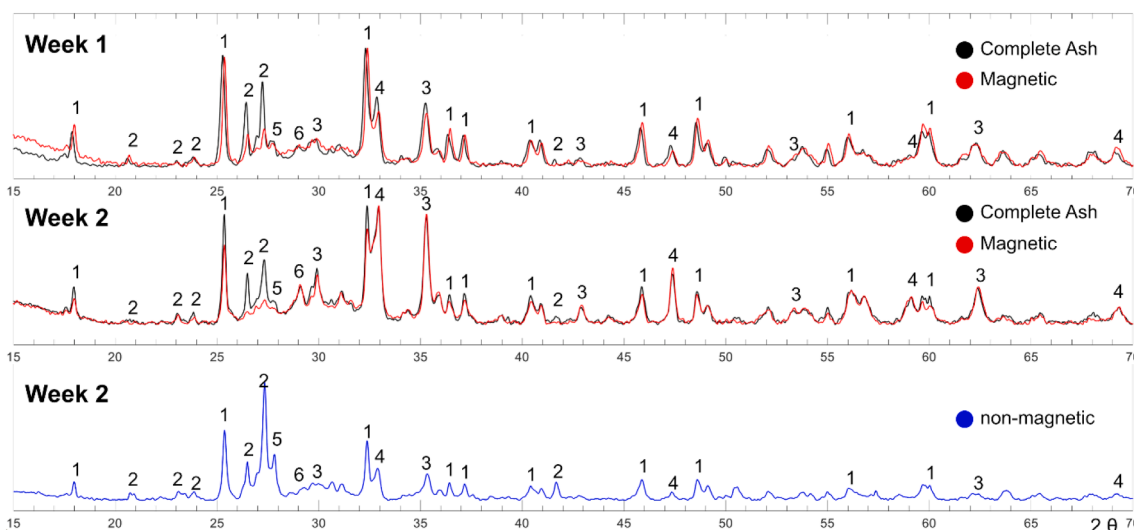 Week 1
Complete Ash
Magnetic
1 2 2 2 1 2 2 5 6 3 1 4 3 1 1 1 2 3 1 4 1 3 1 4 1 3 4
15 20 25 30 35 40 45 50 55 60 65 70
Week 2
Complete Ash
Magnetic
1 2 2 2 1 2 2 5 6 3 1 4 3 1 1 1 2 3 1 4 1 3 1 4 1 3 4
15 20 25 30 35 40 45 50 55 60 65 70
Week 2
non-magnetic
1 2 2 2 1 2 2 5 6 3 1 4 3 1 1 1 2 1 4 1 1 1 3 4
15 20 25 30 35 40 45 50 55 60 65
2 θ